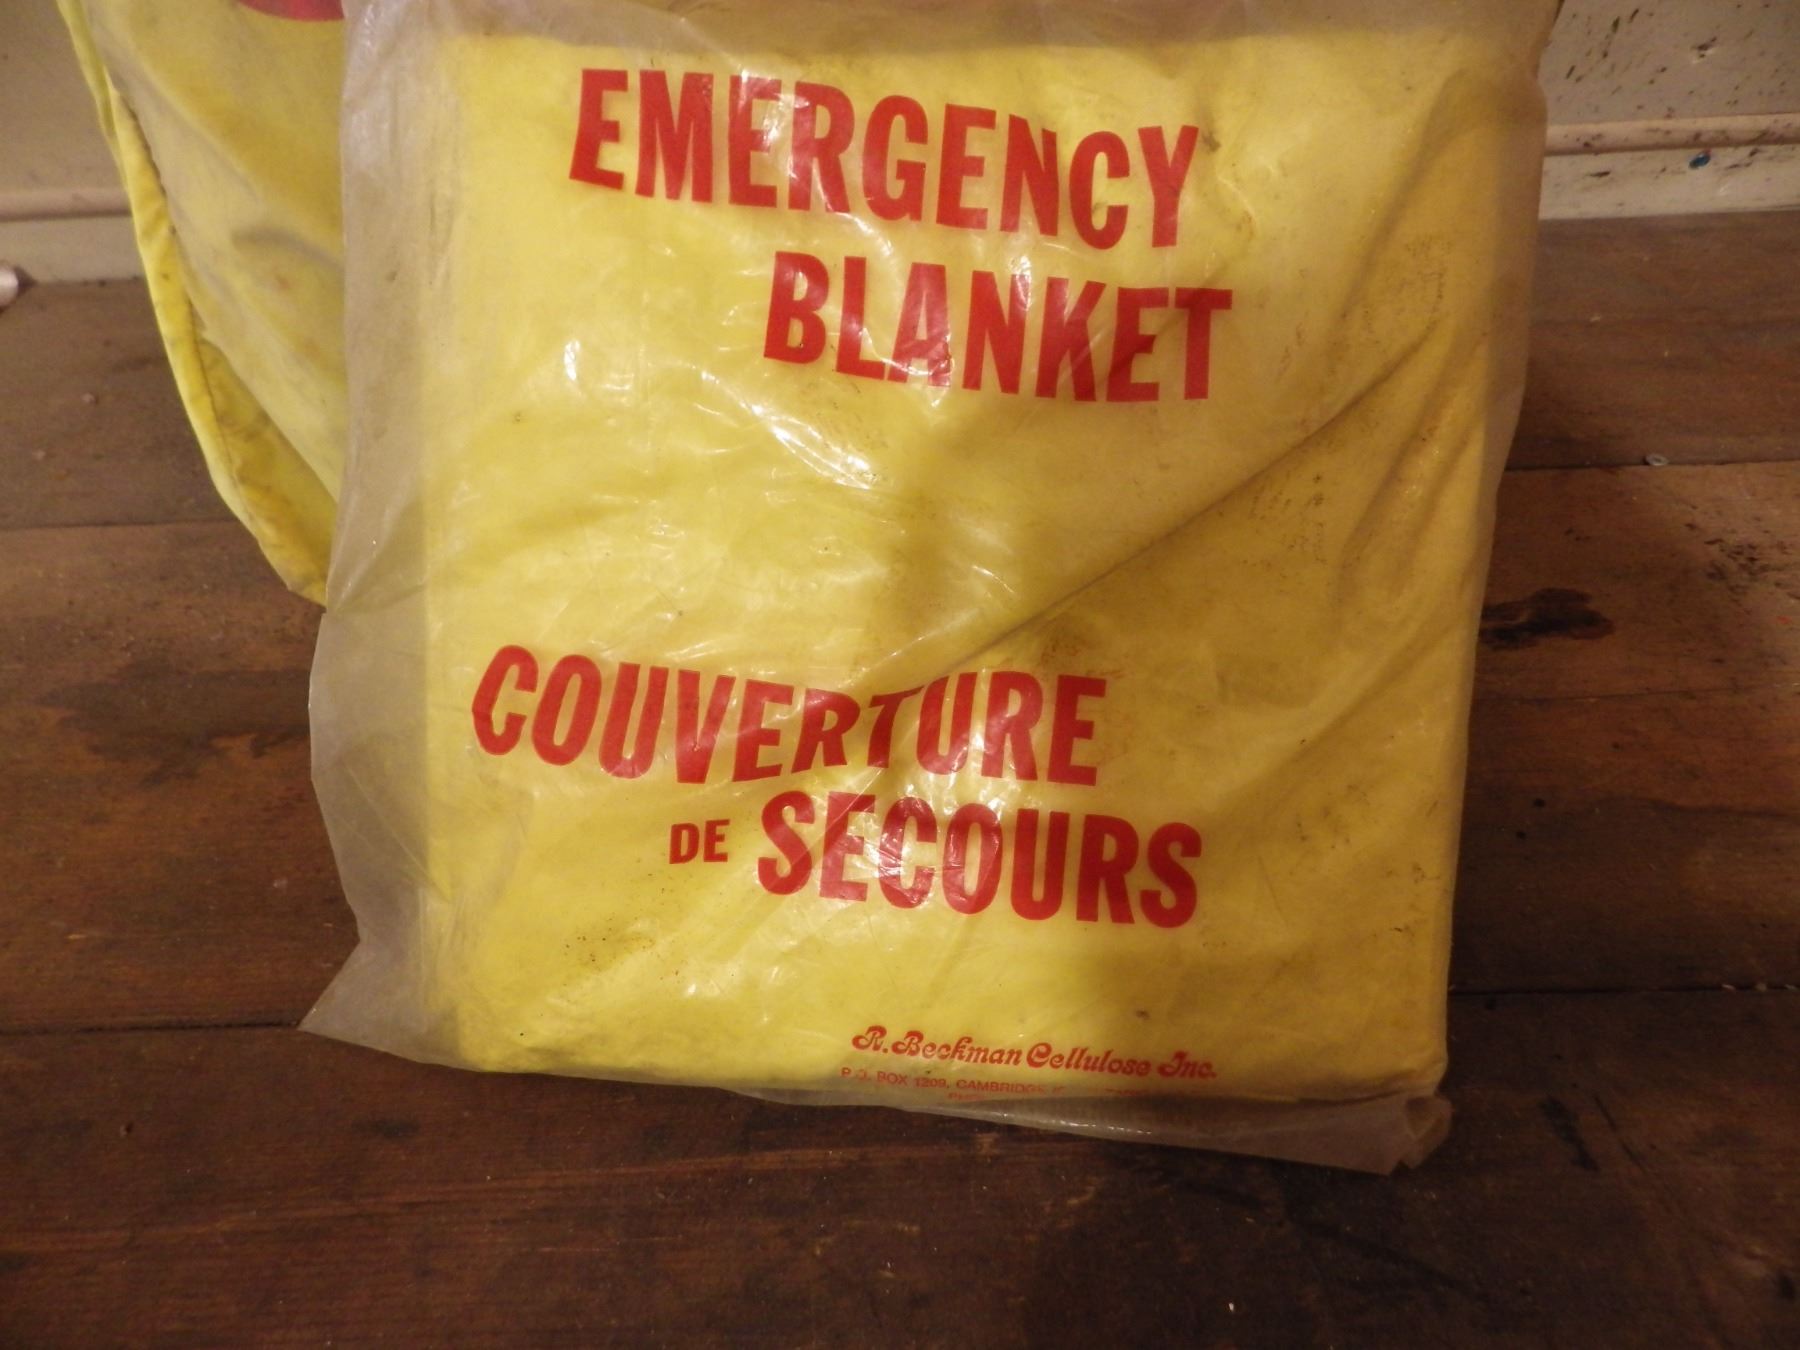 EMERGENCY
BLANKET
COUVERTURE
DE SECOURS
R. Beckman Cellulose Inc.
P.O. BOX 1209, CAMBRIDGE